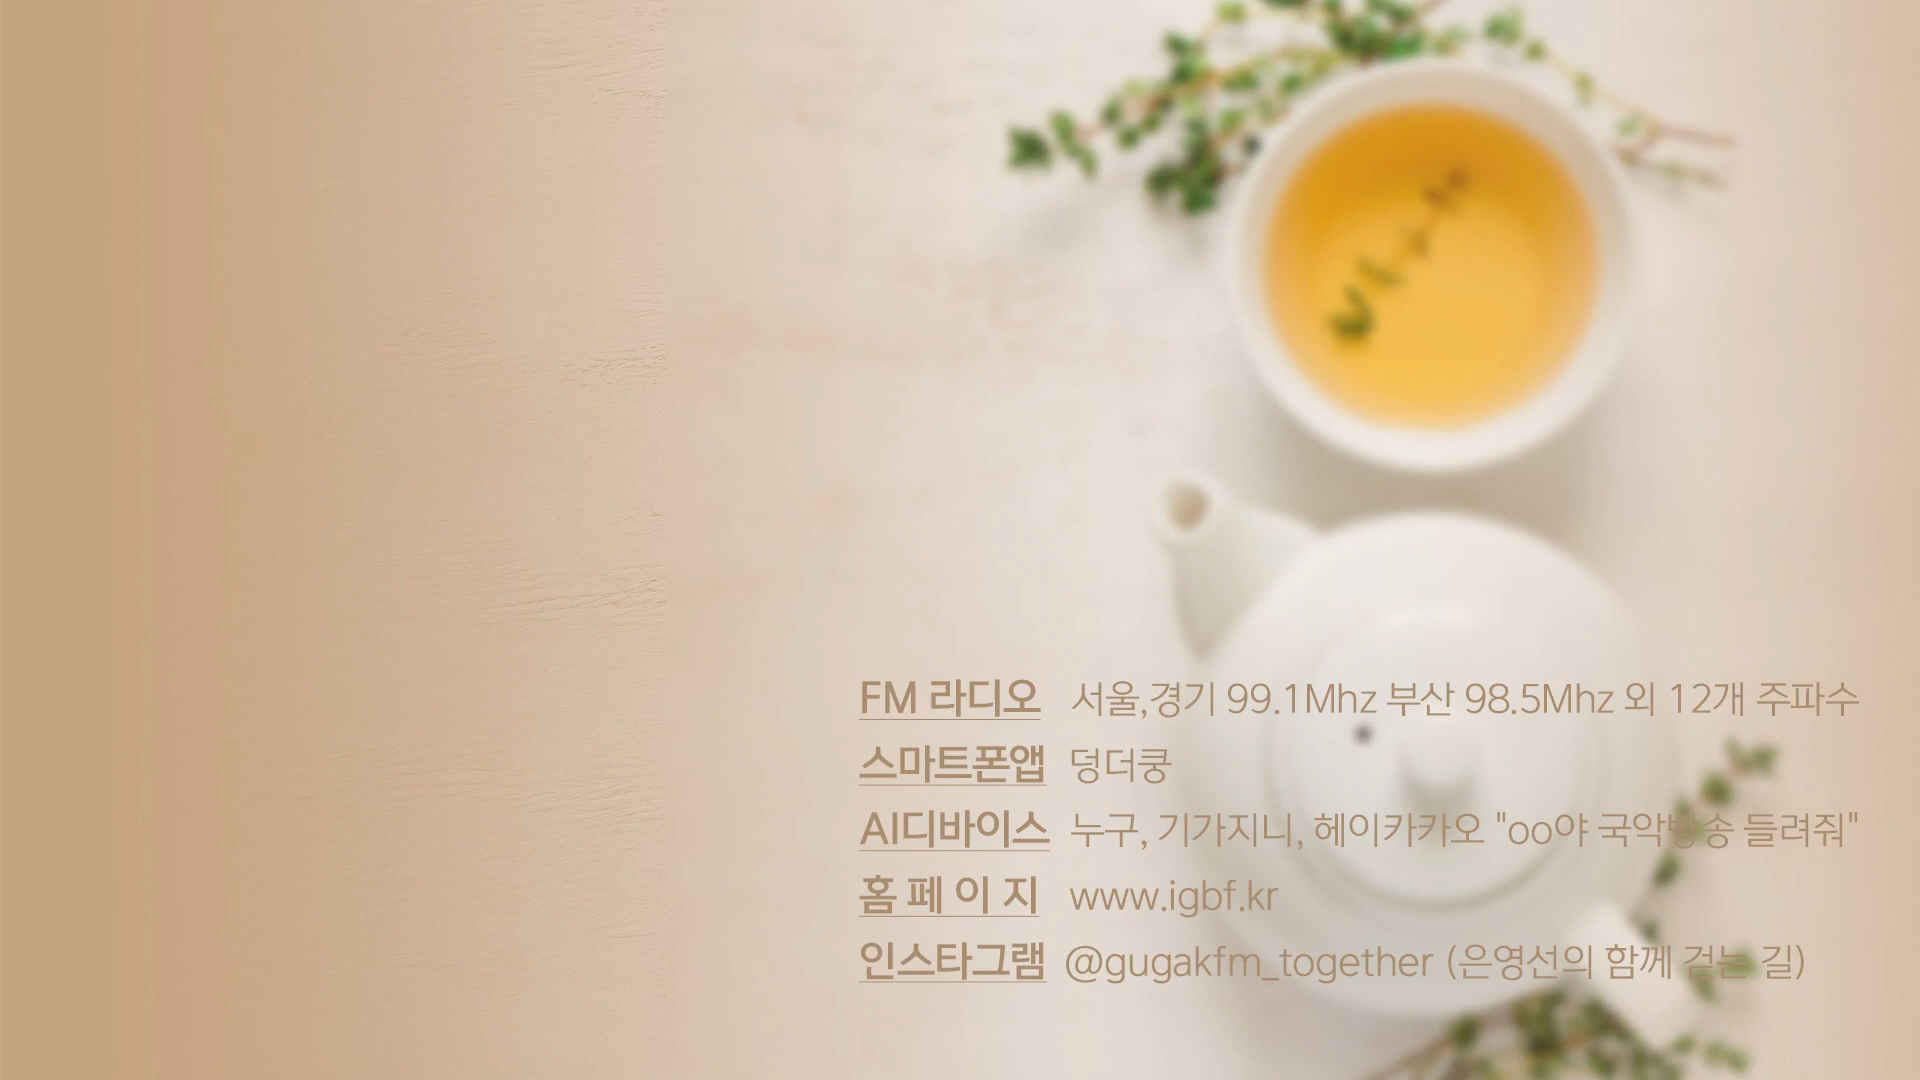 FM 라디오 서울,경기 99.1Mhz 부산 98.5Mhz 외 12개 주파수
스마트폰앱 덩더쿵
AI디바이스 누구, 기가지니, 헤이카카오 "oo야 국악방송 들려줘"
홈 페 이 지 www.igbf.kr
인스타그램 @gugakfm_together (은영선의 함께 걷는 길)